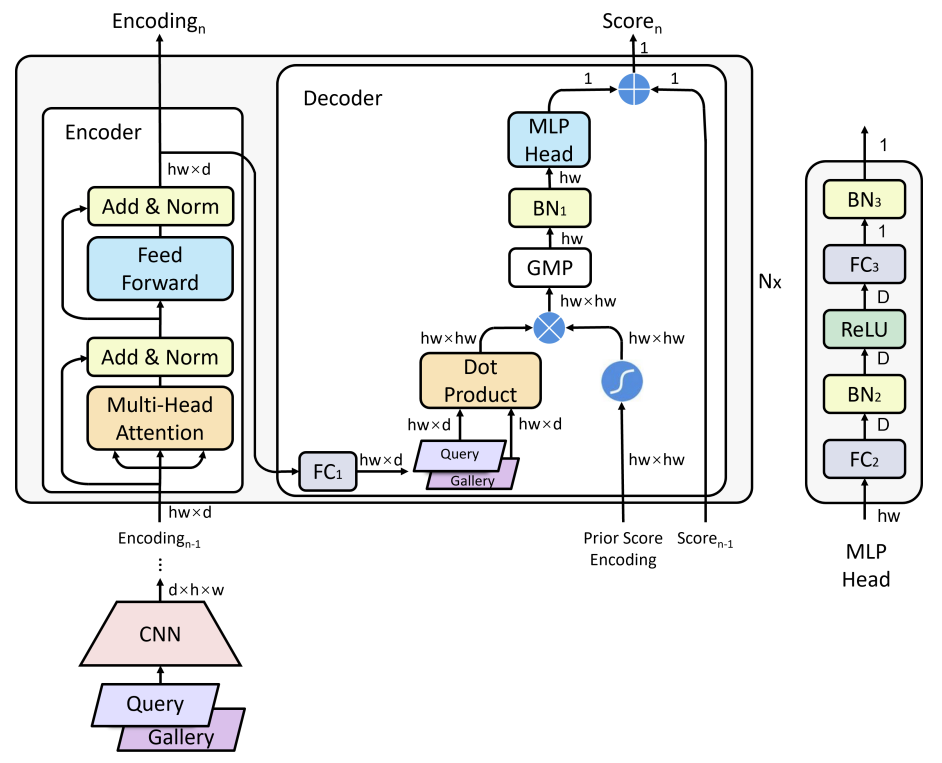 Encodingₙ
Scoreₙ
1
Decoder
1
1
Encoder
MLP
Head
hw×d
hw
Add & Norm
BN₁
hw
Feed
Forward
GMP
hw×hw
hw×hw
hw×hw
Add & Norm
Dot
Product
Multi-Head
Attention
hw×d
hw×d
Query
Gallery
FC₁
hw×d
hw×hw
Nx
hw×d
Encodingₙ₋₁
Prior Score
Encoding
Scoreₙ₋₁
⋮
d×h×w
CNN
Query
Gallery
1
BN₃
1
FC₃
D
ReLU
D
BN₂
D
FC₂
hw
MLP
Head